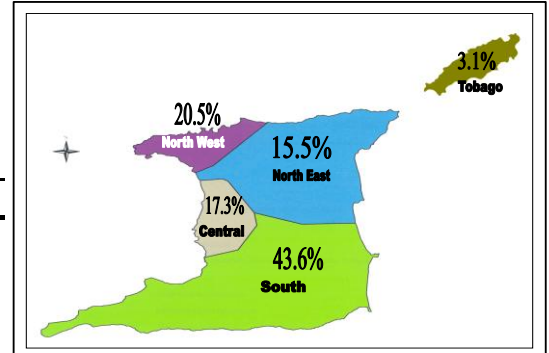 3.1%
Tobago
20.5%
North West
15.5%
North East
17.3%
Central
43.6%
South